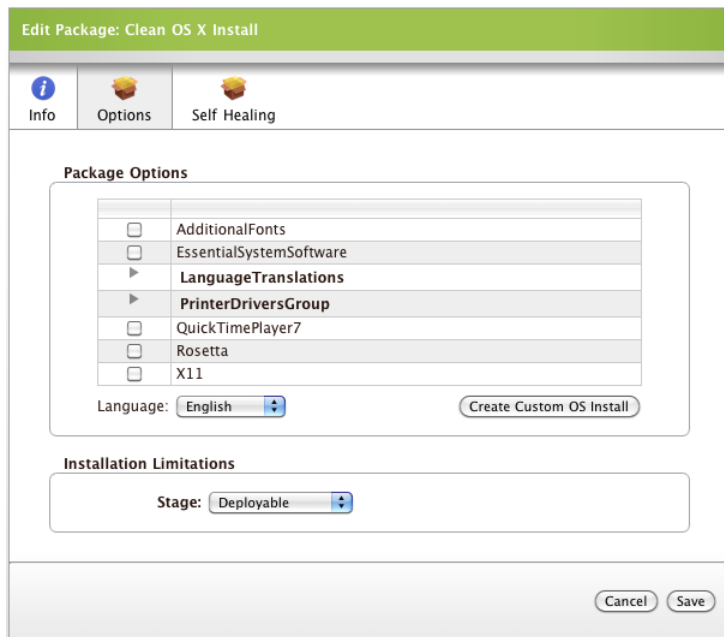 Edit Package: Clean OS X Install
Info Options Self Healing
Package Options
AdditionalFonts
EssentialSystemSoftware
LanguageTranslations
PrinterDriversGroup
QuickTimePlayer7
Rosetta
X11
Language: English Create Custom OS Install
Installation Limitations
Stage: Deployable
Cancel Save